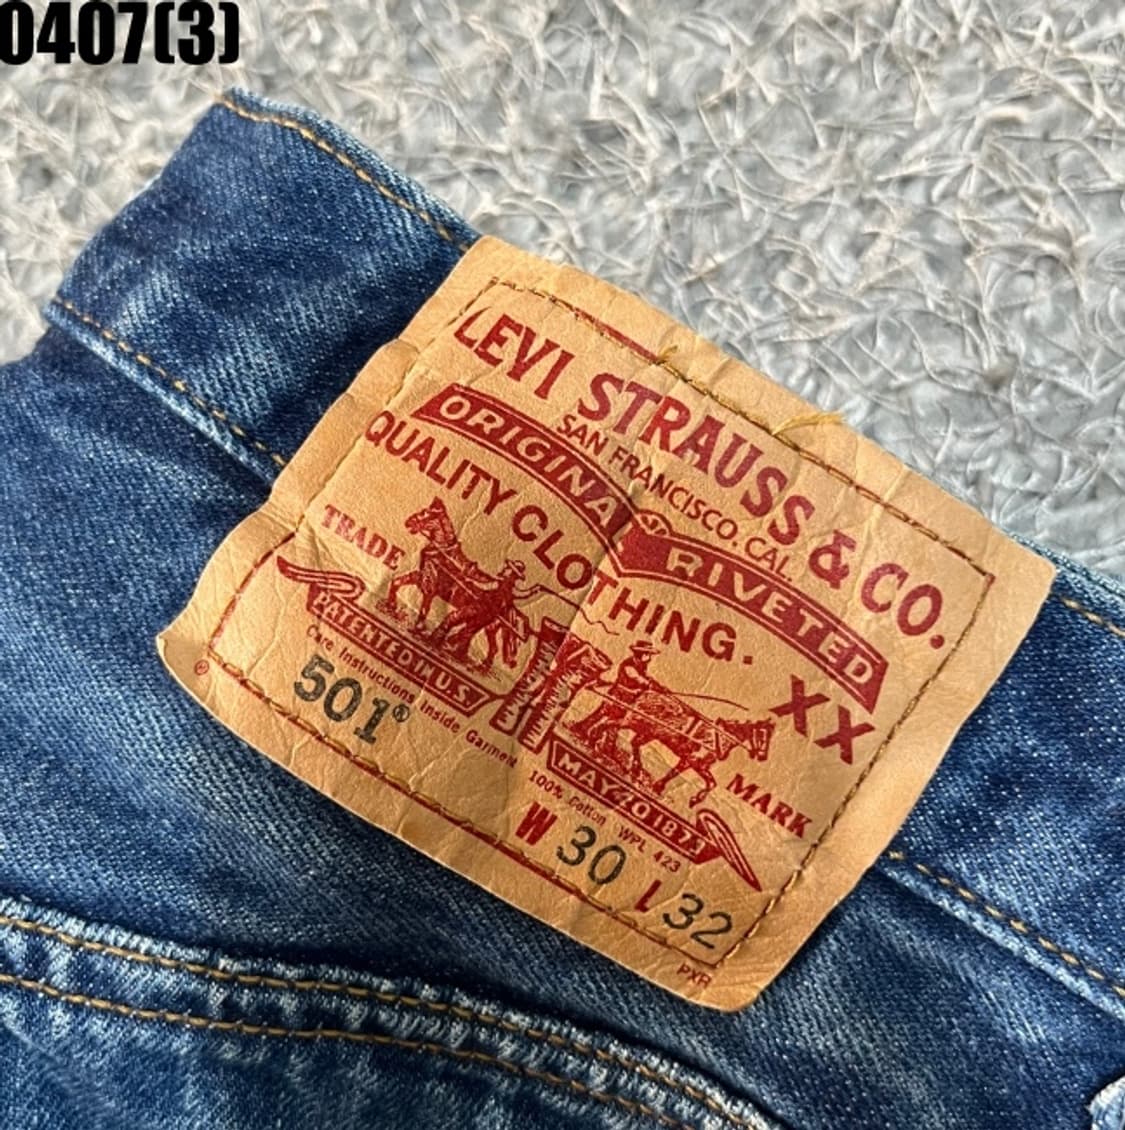 0407(3)
LEVI STRAUSS & CO.
SAN FRANCISCO. CAL.
ORIGINAL RIVETED
QUALITY CLOTHING.
XX
TRADE MARK
PATENTED IN U.S.
MAY 20 1873
Care Instructions Inside Garment
100% Cotton WPL 423
501®
W 30 L 32
PXR
®